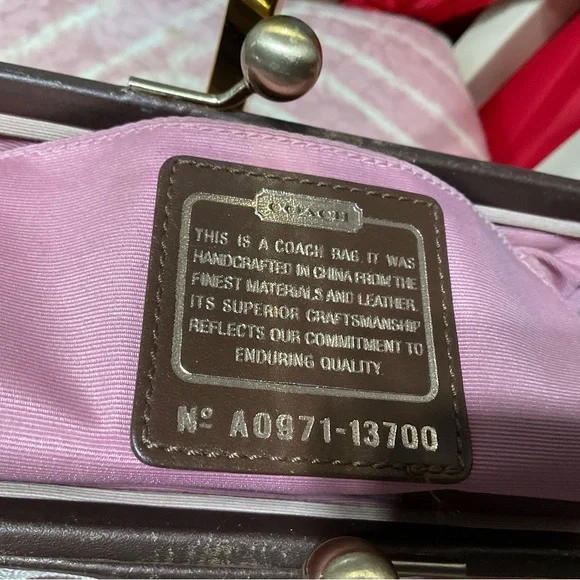 COACH
THIS IS A COACH BAG IT WAS
HANDCRAFTED IN CHINA FROM THE
FINEST MATERIALS AND LEATHER.
ITS SUPERIOR CRAFTSMANSHIP
REFLECTS OUR COMMITMENT TO
ENDURING QUALITY
Nº A0971-13700